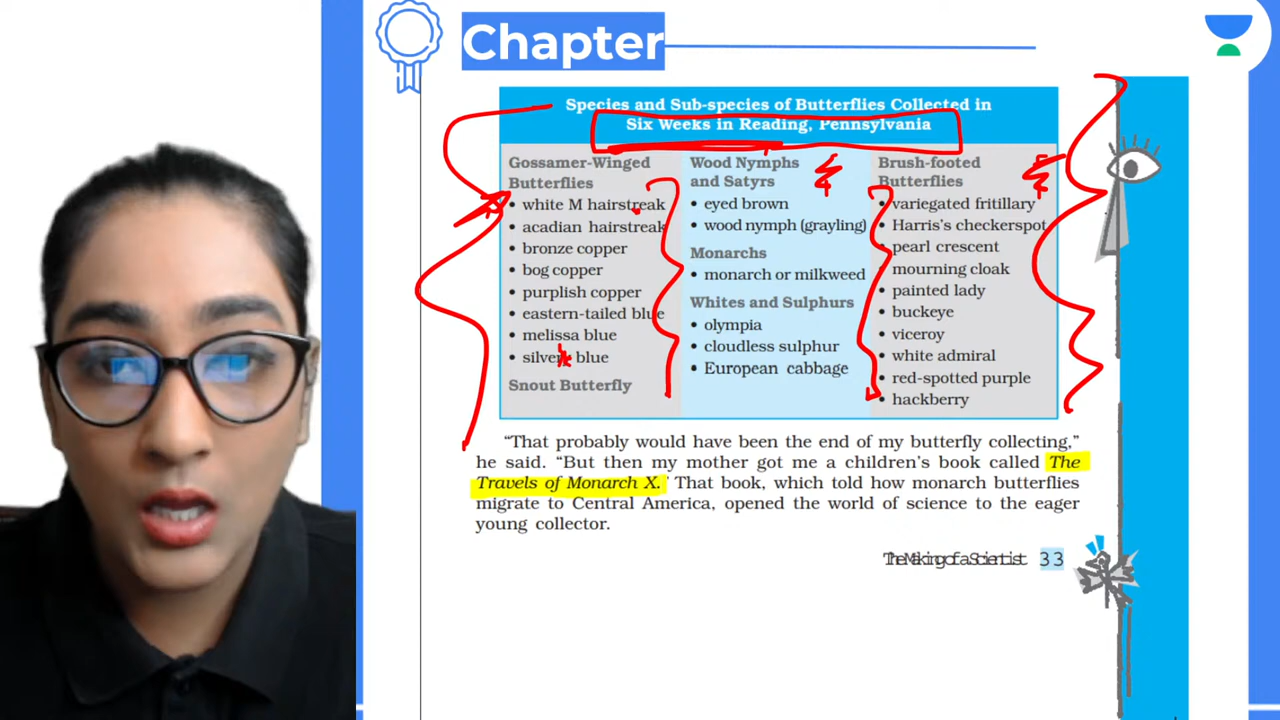 Chapter
Species and Sub-species of Butterflies Collected in
Six Weeks in Reading, Pennsylvania
Gossamer-Winged
Butterflies
• white M hairstreak
• acadian hairstreak
• bronze copper
• bog copper
• purplish copper
• eastern-tailed blue
• melissa blue
• silvery blue
Snout Butterfly
Wood Nymphs
and Satyrs
• eyed brown
• wood nymph (grayling)
Monarchs
• monarch or milkweed
Whites and Sulphurs
• olympia
• cloudless sulphur
• European cabbage
Brush-footed
Butterflies
• variegated fritillary
• Harris's checkerspot
• pearl crescent
• mourning cloak
• painted lady
• buckeye
• viceroy
• white admiral
• red-spotted purple
• hackberry
“That probably would have been the end of my butterfly collecting,”
he said. “But then my mother got me a children's book called The
Travels of Monarch X. That book, which told how monarch butterflies
migrate to Central America, opened the world of science to the eager
young collector.
The Making of a Scientist 33